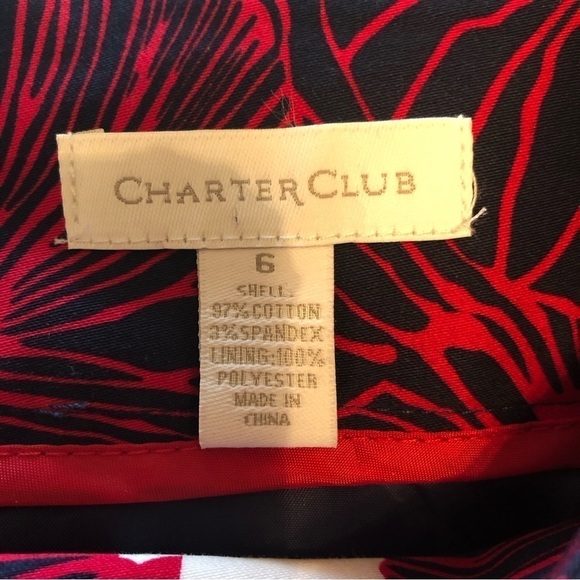 CHARTER CLUB
6
SHELL:
97% COTTON
3% SPANDEX
LINING:100%
POLYESTER
MADE IN
CHINA